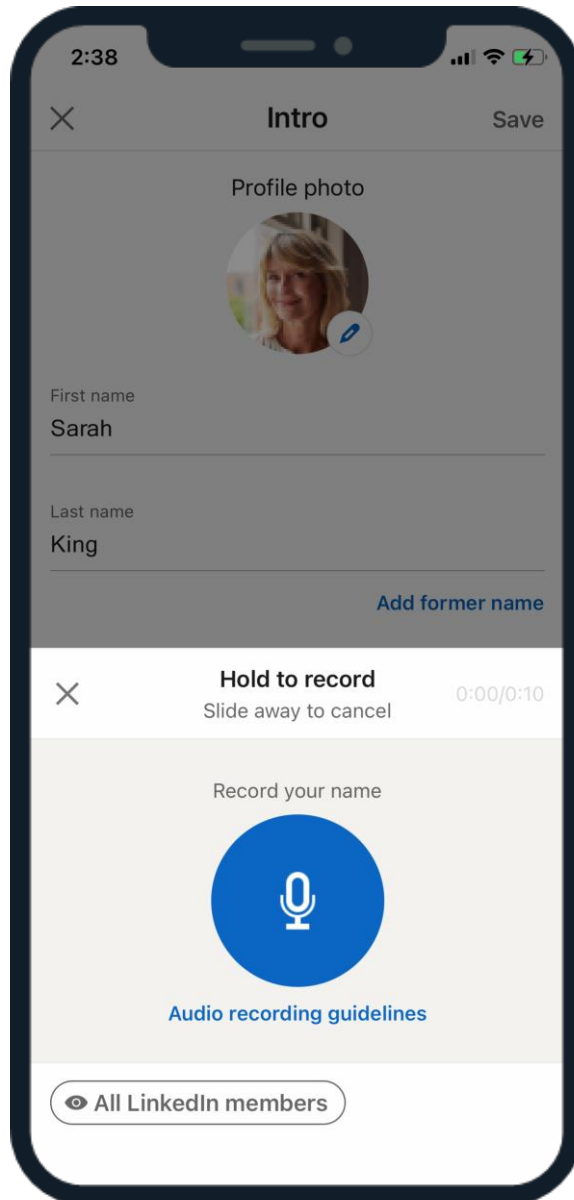 2:38
Intro
Save
Profile photo
First name
Sarah
Last name
King
Add former name
Hold to record
Slide away to cancel
0:00/0:10
Record your name
Audio recording guidelines
All LinkedIn members